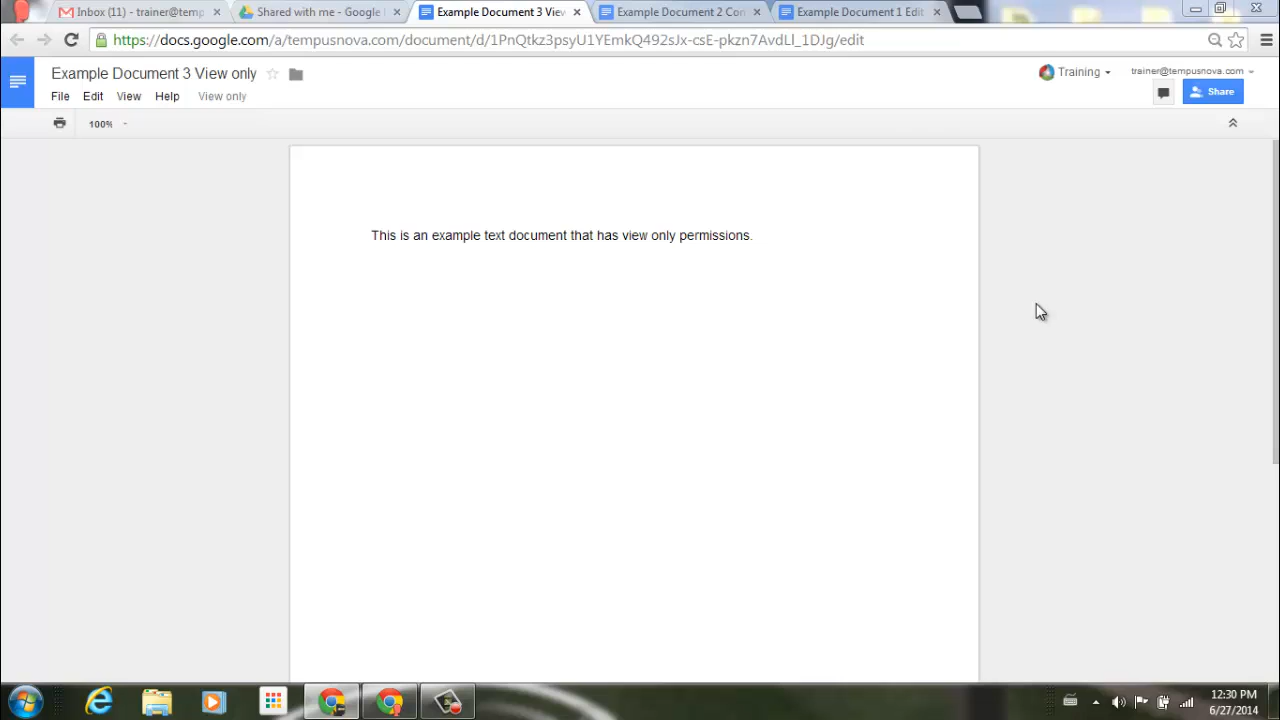 Inbox (11) - trainer@temp
Shared with me - Google
Example Document 3 View
Example Document 2 Con
Example Document 1 Edit
https://docs.google.com/a/tempusnova.com/document/d/1PnQtkz3psyU1YEmkQ492sJx-csE-pkzn7AvdLl_1DJg/edit
Example Document 3 View only
Training
trainer@tempusnova.com
File Edit View Help View only
Share
100%
This is an example text document that has view only permissions.
12:30 PM
6/27/2014